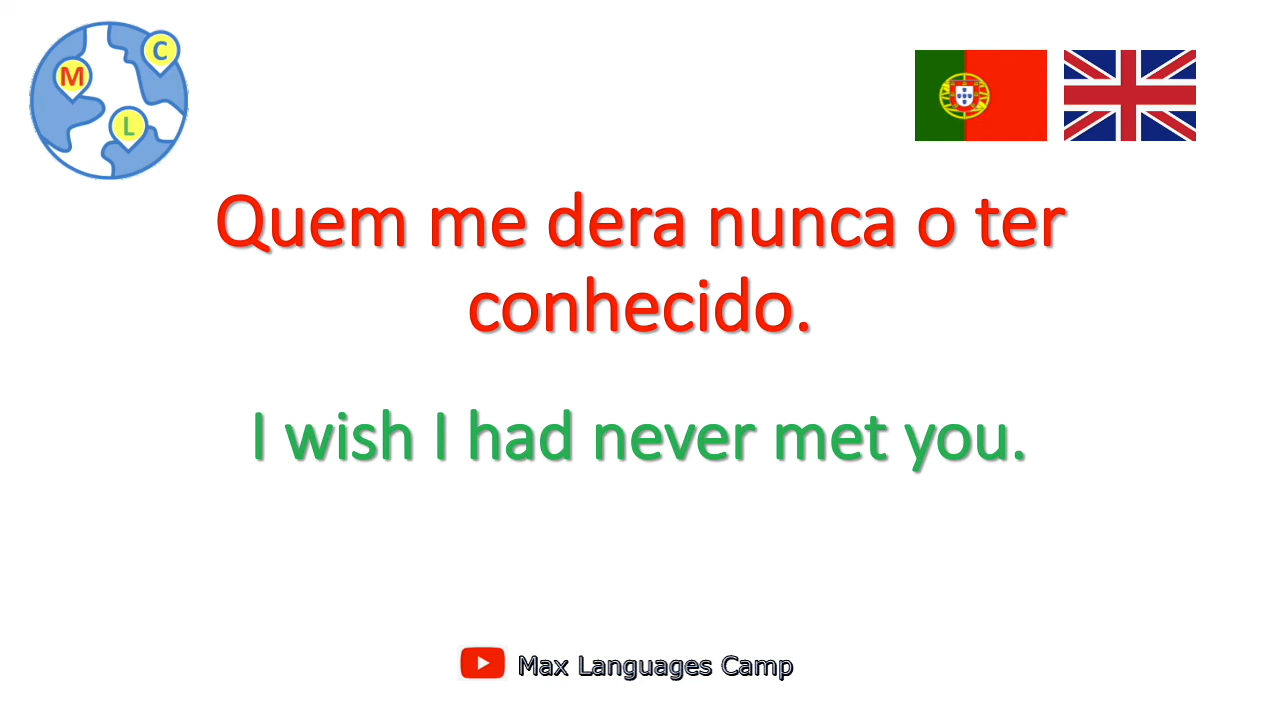 M
C
L
Quem me dera nunca o ter
conhecido.
I wish I had never met you.
Max Languages Camp